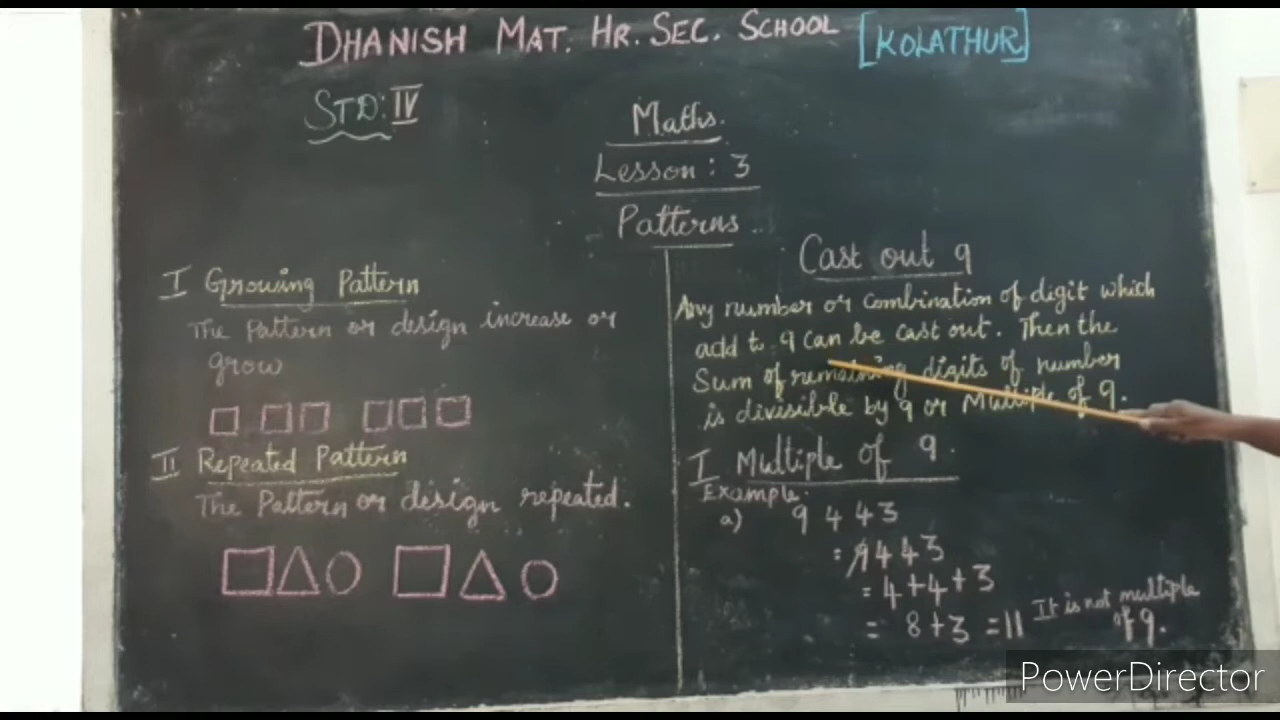 DHANISH MAT. HR. SEC. SCHOOL [KOLATHUR]
STD: IV
Maths.
Lesson : 3
Patterns
I Growing Pattern
The Pattern or design increase or
grow
II Repeated Pattern
The Pattern or design repeated.
Cast out 9
Any number or combination of digit which
add to 9 can be cast out. Then the
Sum of remaining digits of number
is divisible by 9 or Multiple of 9.
I Multiple of 9.
Example:
a) 9 4 4 3
= 9 4 4 3
= 4+4+3
= 8+3 = 11 It is not multiple
of 9.
PowerDirector